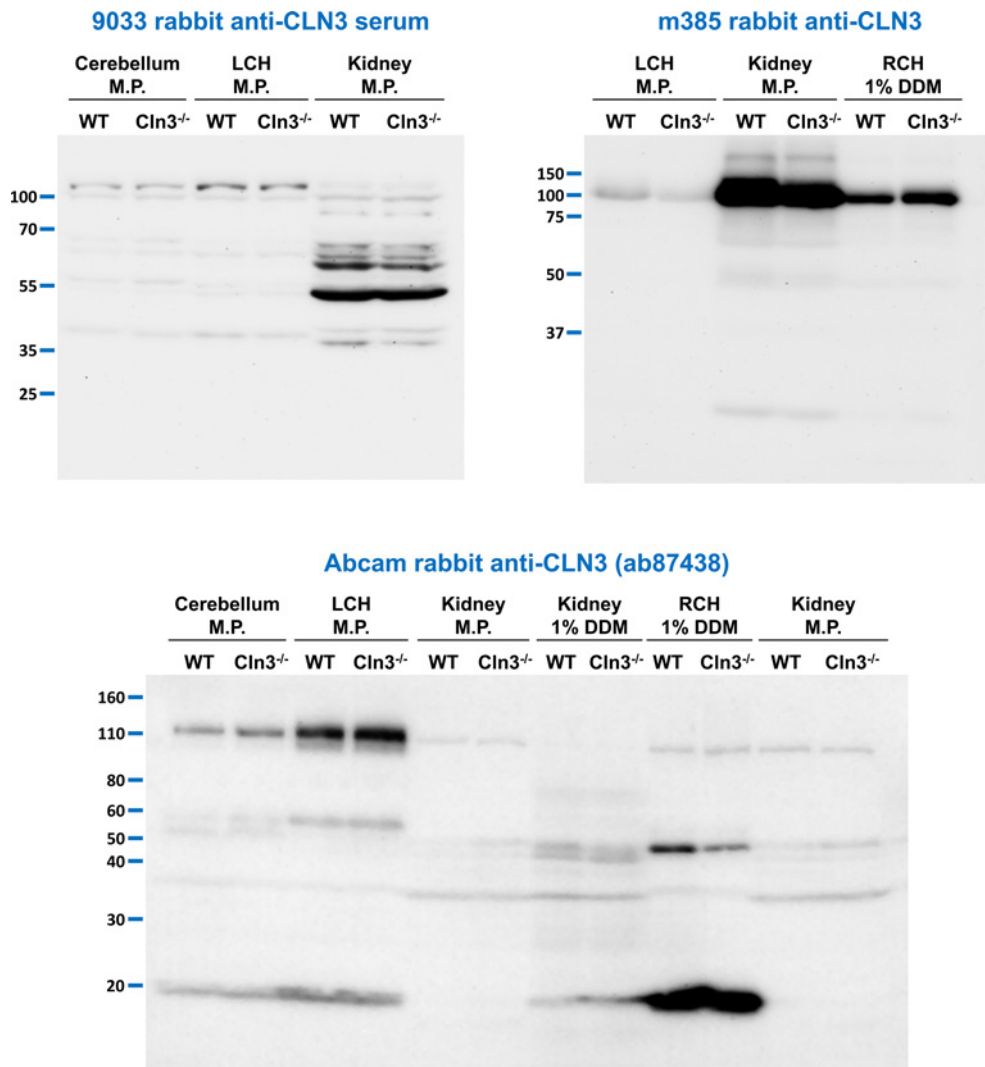 9033 rabbit anti-CLN3 serum
Cerebellum LCH Kidney
M.P. M.P. M.P.
WT Cln3-/- WT Cln3-/- WT Cln3-/-
100
70
55
35
25
m385 rabbit anti-CLN3
LCH Kidney RCH
M.P. M.P. 1% DDM
WT Cln3-/- WT Cln3-/- WT Cln3-/-
150
100
75
50
37
Abcam rabbit anti-CLN3 (ab87438)
Cerebellum LCH Kidney Kidney RCH Kidney
M.P. M.P. M.P. 1% DDM 1% DDM M.P.
WT Cln3-/- WT Cln3-/- WT Cln3-/- WT Cln3-/- WT Cln3-/- WT Cln3-/-
160
110
80
60
50
40
30
20